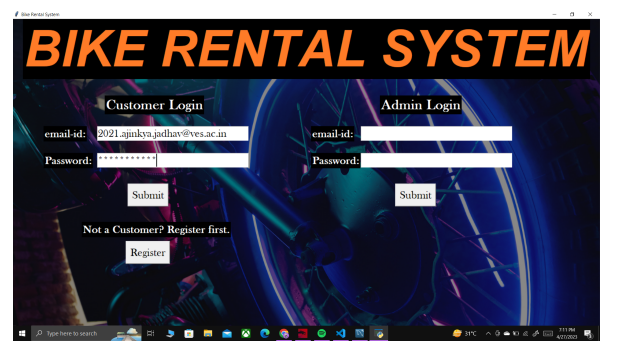 Bike Rental System
BIKE RENTAL SYSTEM
Customer Login
email-id: 2021.ajinkya.jadhav@ves.ac.in
Password: ***********
Submit
Not a Customer? Register first.
Register
Admin Login
email-id:
Password:
Submit
Type here to search
31°C
7:11 PM
4/27/2023